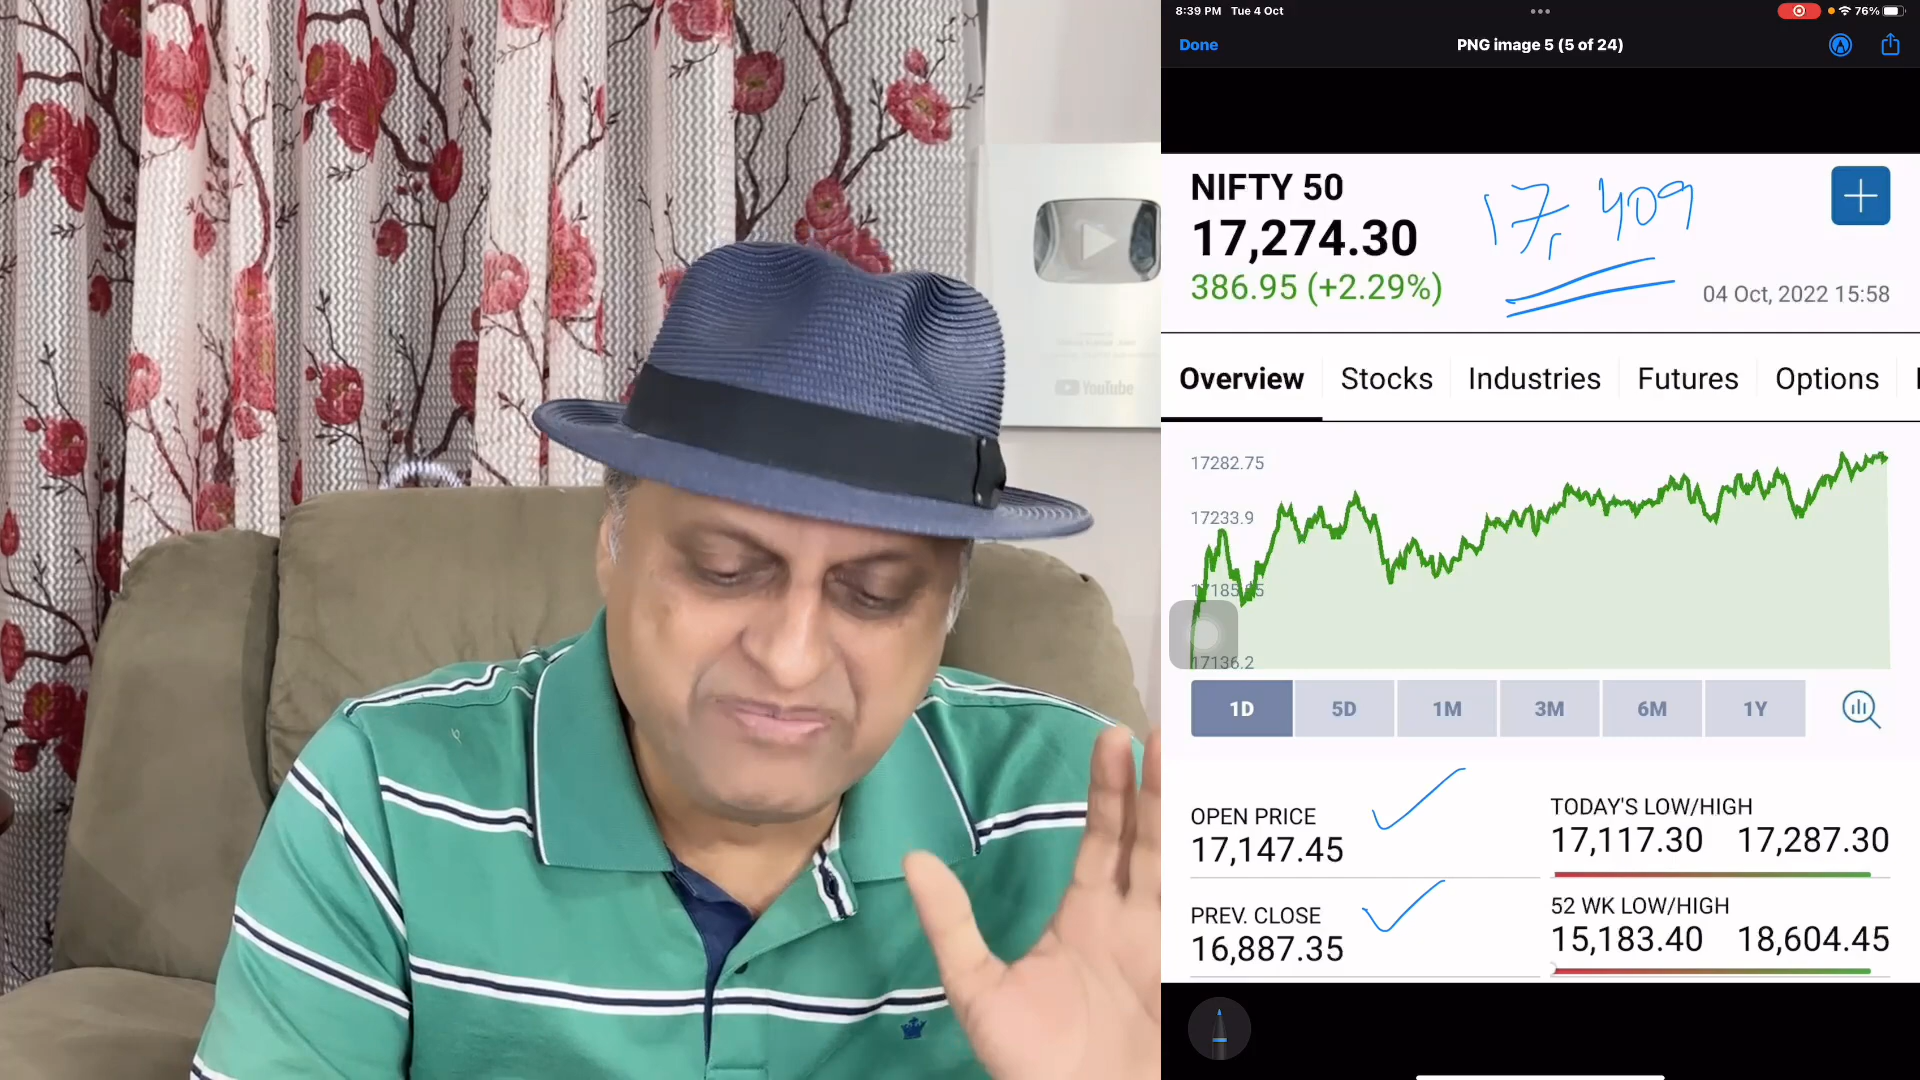 8:39 PM Tue 4 Oct
76%
Done
PNG image 5 (5 of 24)
NIFTY 50
17,409
17,274.30
386.95 (+2.29%)
04 Oct, 2022 15:58
Overview Stocks Industries Futures Options
17282.75
17233.9
17136.2
1D 5D 1M 3M 6M 1Y
OPEN PRICE
17,147.45
TODAY'S LOW/HIGH
17,117.30 17,287.30
PREV. CLOSE
16,887.35
52 WK LOW/HIGH
15,183.40 18,604.45
YouTube